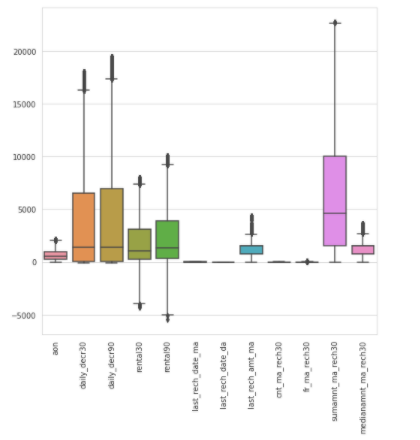 20000
15000
10000
5000
0
−5000
aon
daily_decr30
daily_decr90
rental30
rental90
last_rech_date_ma
last_rech_date_da
last_rech_amt_ma
cnt_ma_rech30
fr_ma_rech30
sumamnt_ma_rech30
medianamnt_ma_rech30